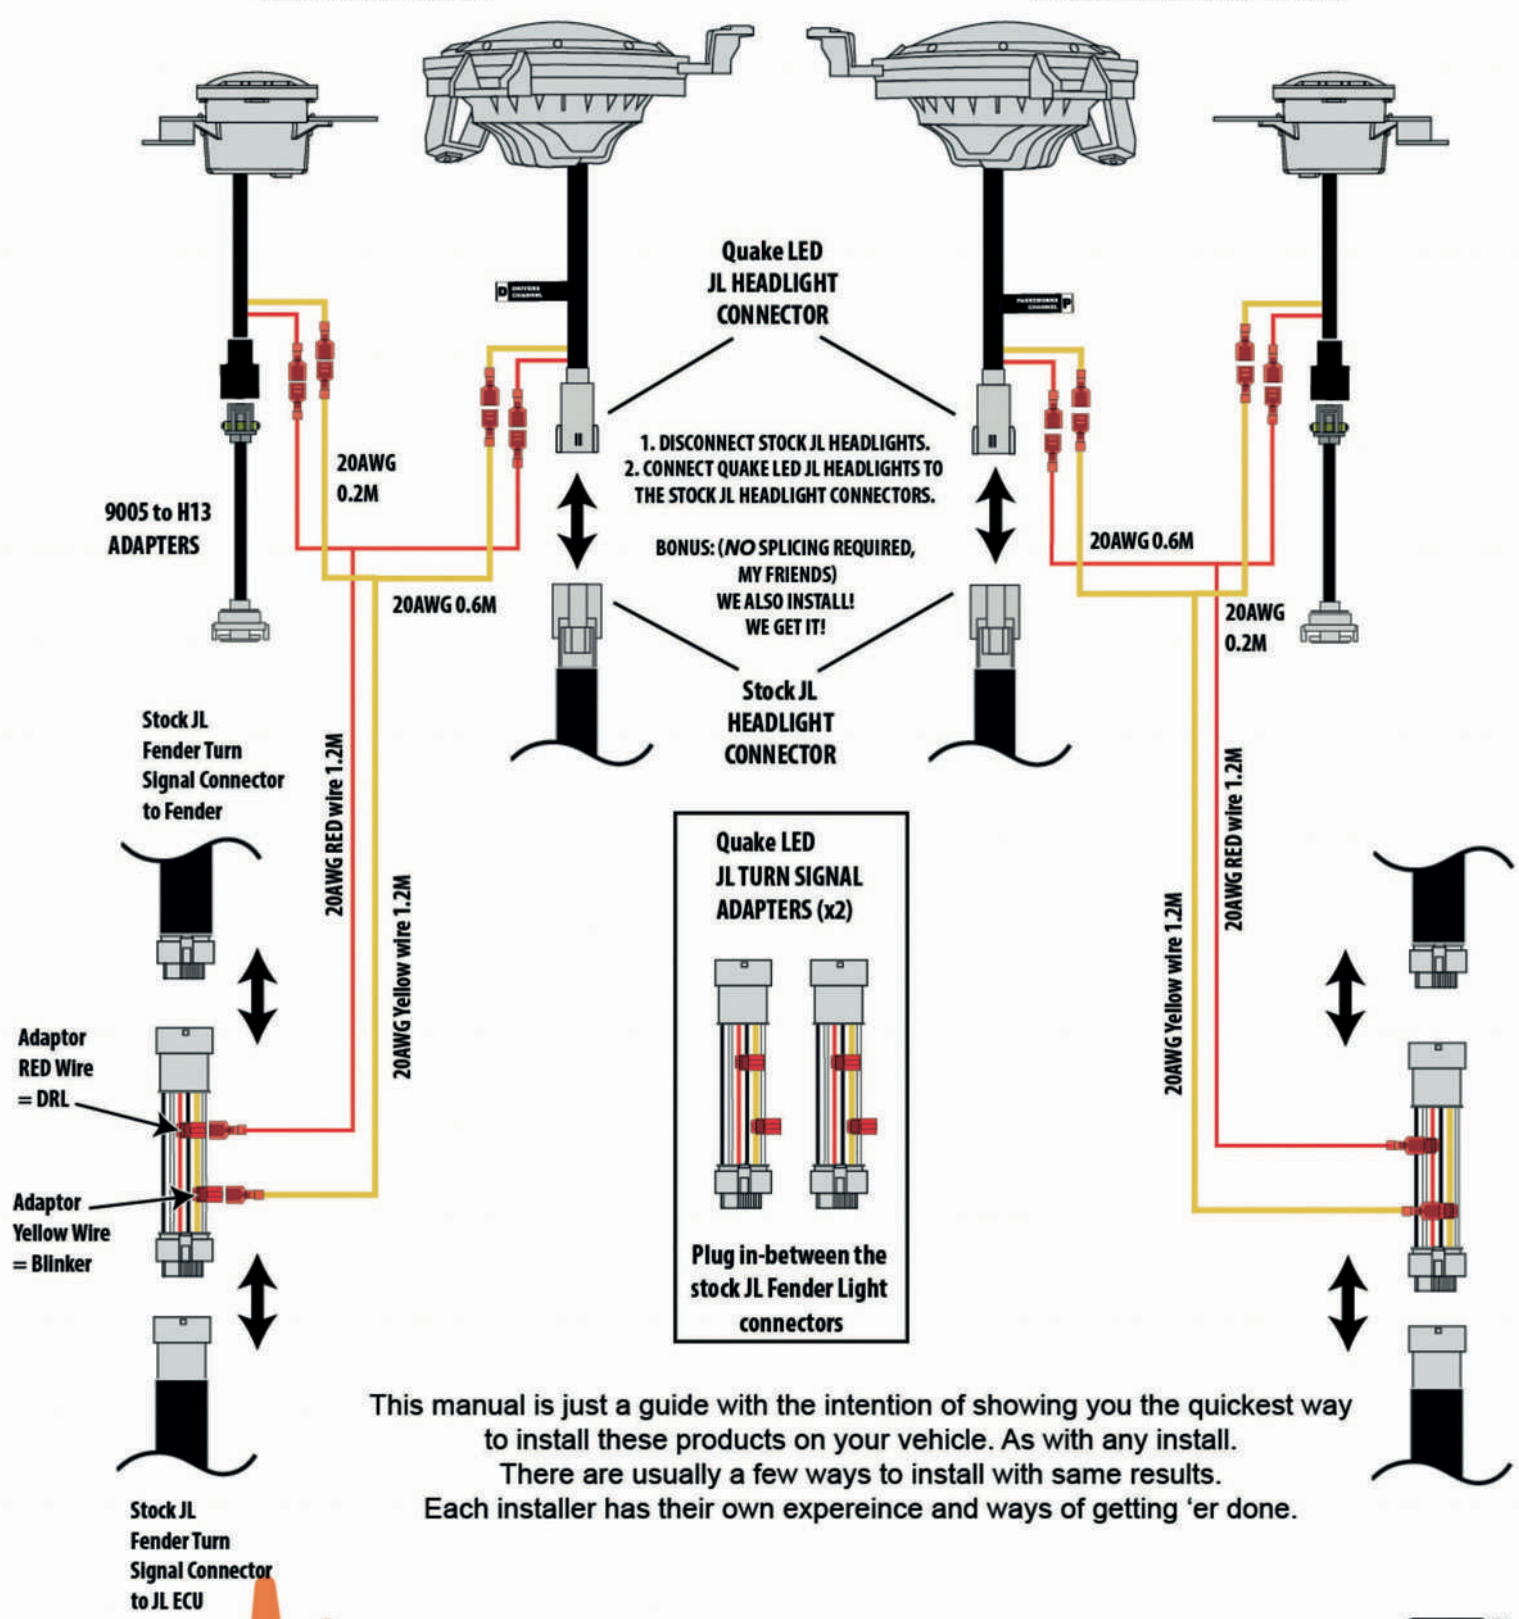 Quake LED
JL HEADLIGHT
CONNECTOR
D DRIVERS
CHANNEL
PASSENGERS
CHANNEL P
1. DISCONNECT STOCK JL HEADLIGHTS.
2. CONNECT QUAKE LED JL HEADLIGHTS TO
THE STOCK JL HEADLIGHT CONNECTORS.
BONUS: (NO SPLICING REQUIRED,
MY FRIENDS)
WE ALSO INSTALL!
WE GET IT!
20AWG
0.2M
9005 to H13
ADAPTERS
20AWG 0.6M
20AWG 0.6M
20AWG
0.2M
Stock JL
HEADLIGHT
CONNECTOR
Stock JL
Fender Turn
Signal Connector
to Fender
20AWG RED wire 1.2M
20AWG Yellow wire 1.2M
20AWG Yellow wire 1.2M
20AWG RED wire 1.2M
Quake LED
JL TURN SIGNAL
ADAPTERS (x2)
Plug in-between the
stock JL Fender Light
connectors
Adaptor
RED Wire
= DRL
Adaptor
Yellow Wire
= Blinker
This manual is just a guide with the intention of showing you the quickest way
to install these products on your vehicle. As with any install.
There are usually a few ways to install with same results.
Each installer has their own expereince and ways of getting ‘er done.
Stock JL
Fender Turn
Signal Connector
to JL ECU